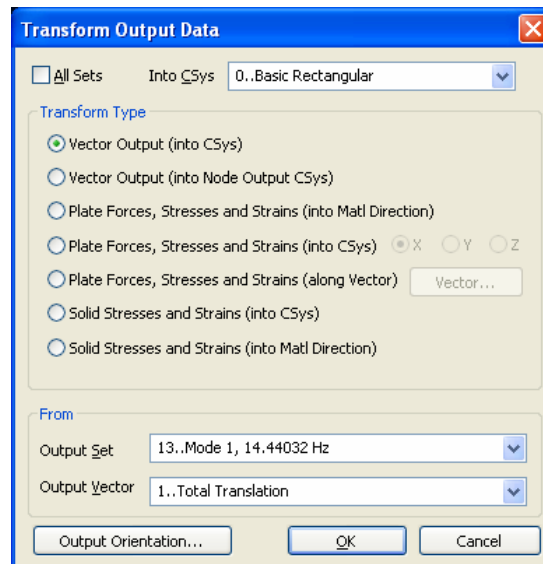 Transform Output Data
All Sets Into CSys 0..Basic Rectangular
Transform Type
Vector Output (into CSys)
Vector Output (into Node Output CSys)
Plate Forces, Stresses and Strains (into Matl Direction)
Plate Forces, Stresses and Strains (into CSys) X Y Z
Plate Forces, Stresses and Strains (along Vector) Vector...
Solid Stresses and Strains (into CSys)
Solid Stresses and Strains (into Matl Direction)
From
Output Set 13..Mode 1, 14.44032 Hz
Output Vector 1..Total Translation
Output Orientation... OK Cancel